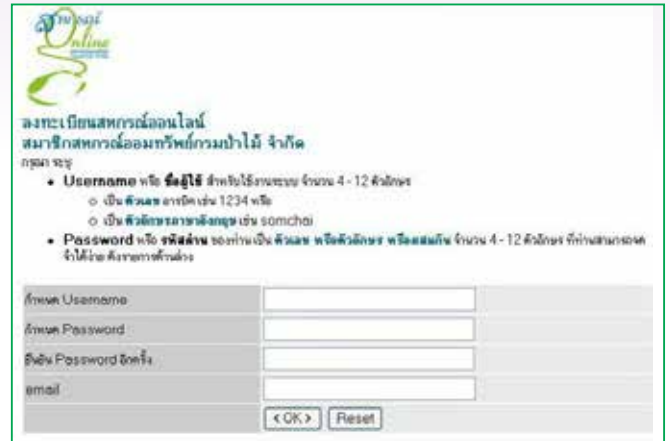 สหกรณ์
Online
ลงทะเบียนสหกรณ์ออนไลน์
สมาชิกสหกรณ์ออมทรัพย์กรมป่าไม้ จำกัด
กรุณา ระบุ
• Username หรือ ชื่อผู้ใช้ สำหรับใช้งานระบบ จำนวน 4 - 12 ตัวอักษร
o เป็น ตัวเลข อารบิค เช่น 1234 หรือ
o เป็น ตัวอักษรภาษาอังกฤษ เช่น somchai
• Password หรือ รหัสผ่าน ของท่านเป็น ตัวเลข หรือตัวอักษร หรือผสมกัน จำนวน 4 - 12 ตัวอักษร ที่ท่านสามารถจด
จำได้ง่าย ดังรายการด้านล่าง
กำหนด Username
กำหนด Password
ยืนยัน Password อีกครั้ง
email
<OK> Reset